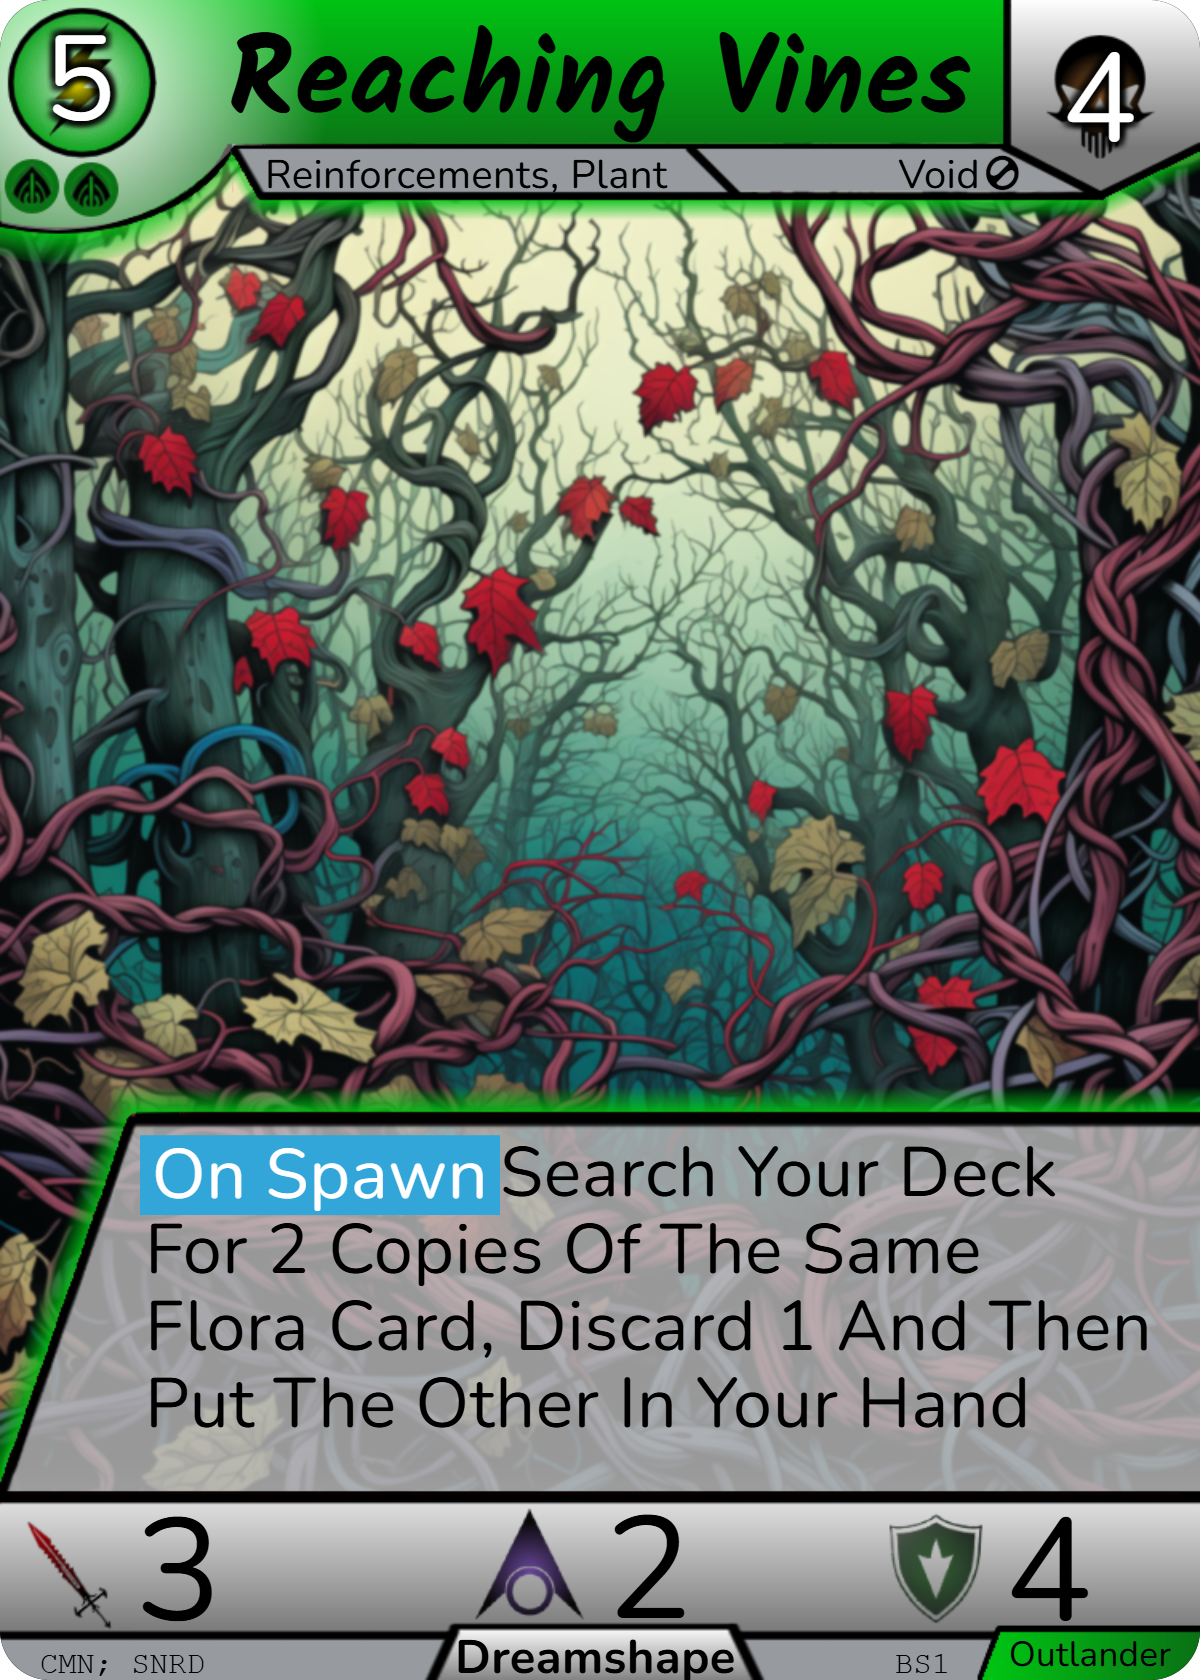 5
Reaching Vines
4
Reinforcements, Plant
Void
On Spawn Search Your Deck
For 2 Copies Of The Same
Flora Card, Discard 1 And Then
Put The Other In Your Hand
3
2
4
CMN; SNRD
Dreamshape
BS1
Outlander